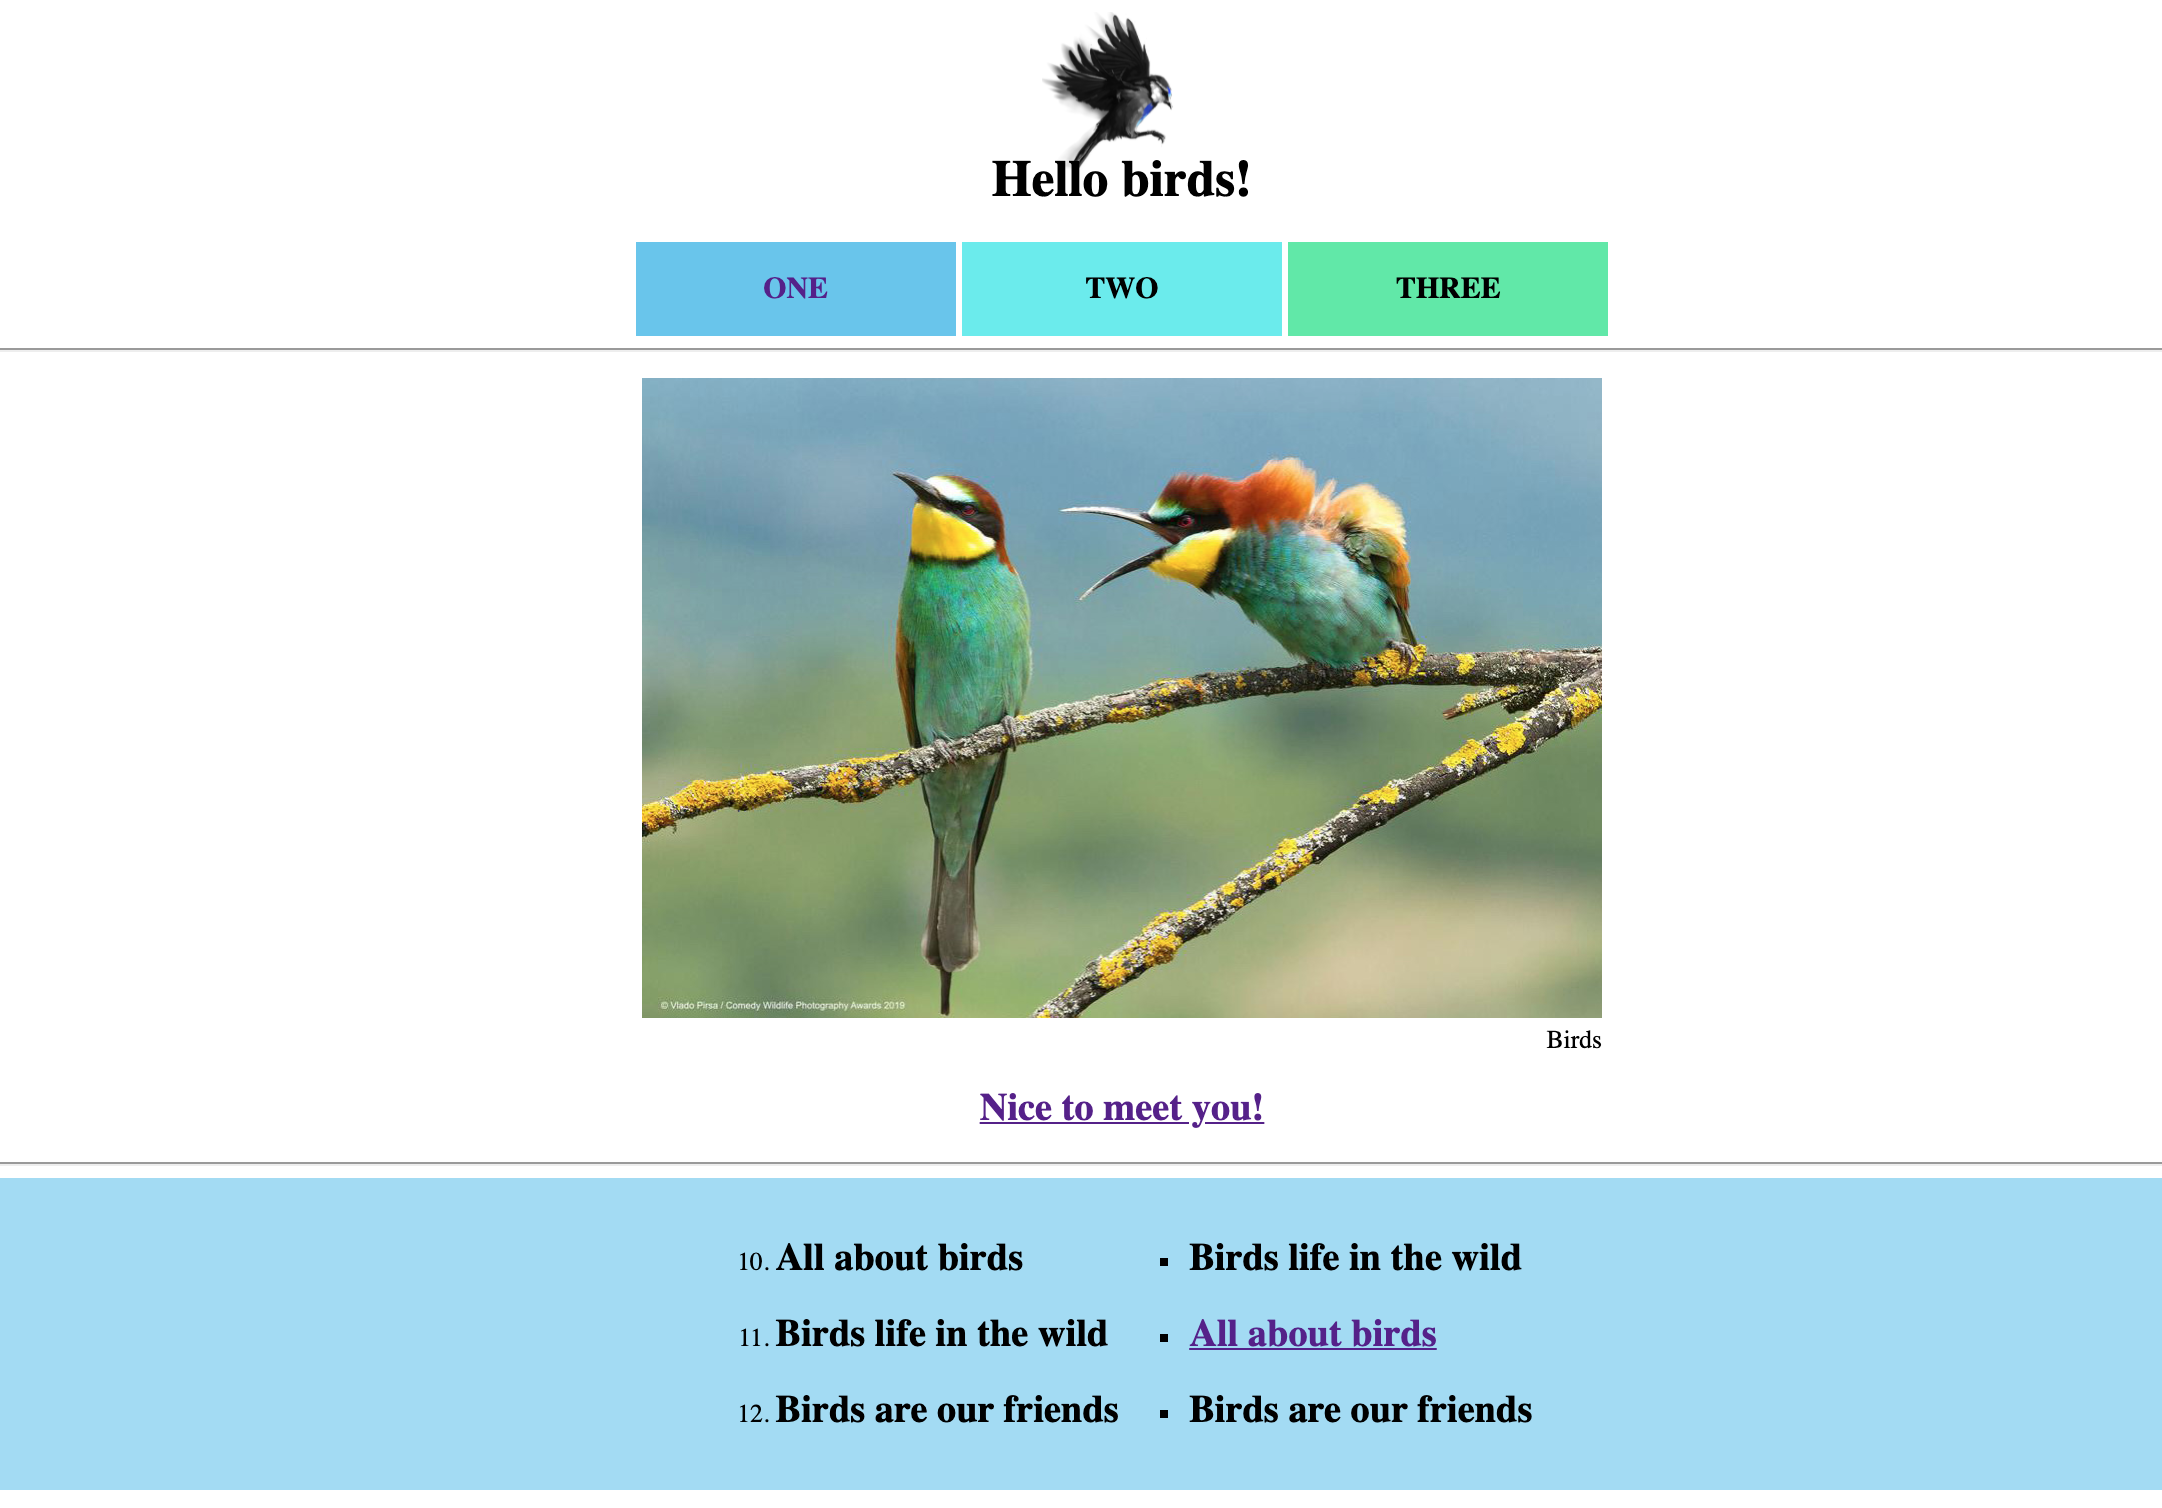 Hello birds!
ONE
TWO
THREE
© Vlado Pirsa / Comedy Wildlife Photography Awards 2019
Birds
Nice to meet you!
10. All about birds
11. Birds life in the wild
12. Birds are our friends
▪ Birds life in the wild
▪ All about birds
▪ Birds are our friends